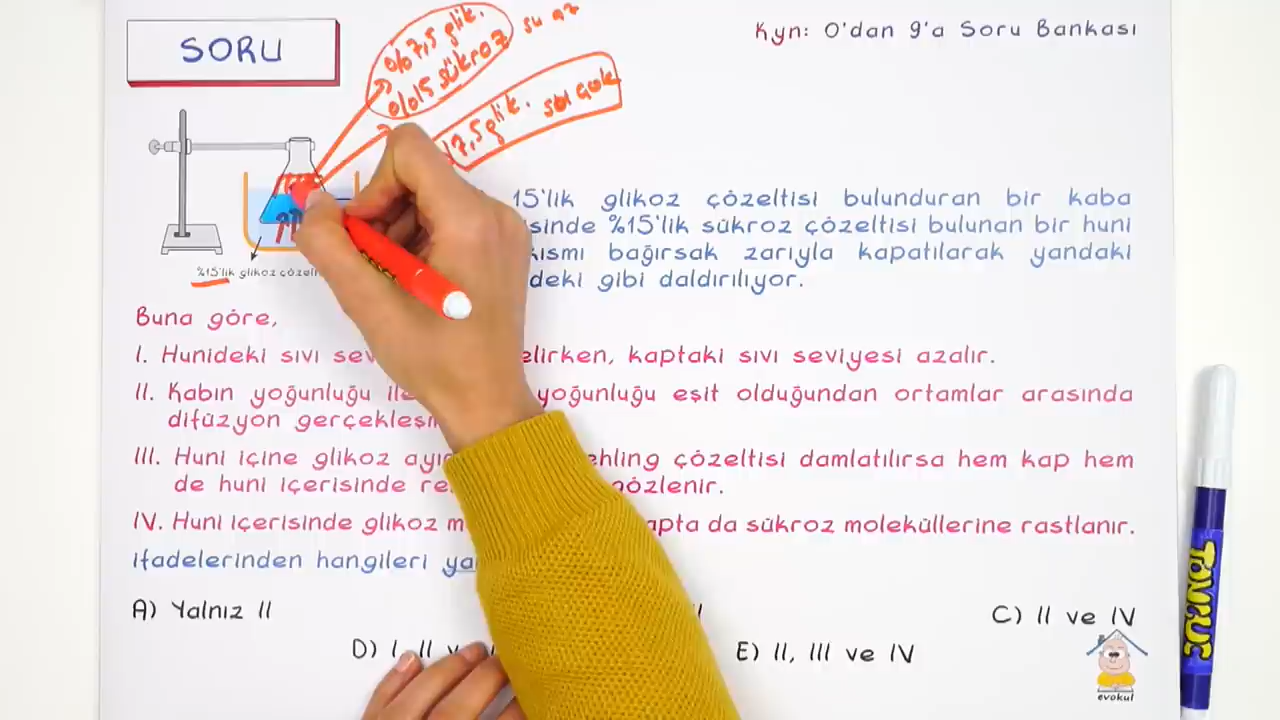 SORU
Kyn: 0'dan 9'a Soru Bankası
%7,5 glik.
%15 sükroz
su az
7,5 glik. su çok
15'lik glikoz çözeltisi bulunduran bir kaba
isinde %15'lik sükroz çözeltisi bulunan bir huni
kısmı bağırsak zarıyla kapatılarak yandaki
deki gibi daldırılıyor.
%15'lik glikoz çözelti
Buna göre,
I. Hunideki sıvı sev elirken, kaptaki sıvı seviyesi azalır.
II. Kabın yoğunluğu ile yoğunluğu eşit olduğundan ortamlar arasında
difüzyon gerçekleşm
III. Huni içine glikoz ayır ehling çözeltisi damlatılırsa hem kap hem
de huni içerisinde re gözlenir.
IV. Huni içerisinde glikoz m apta da sükroz moleküllerine rastlanır.
ifadelerinden hangileri ya
A) Yalnız II
C) II ve IV
D) I, II v
E) II, III ve IV
evokul
TOMBUL